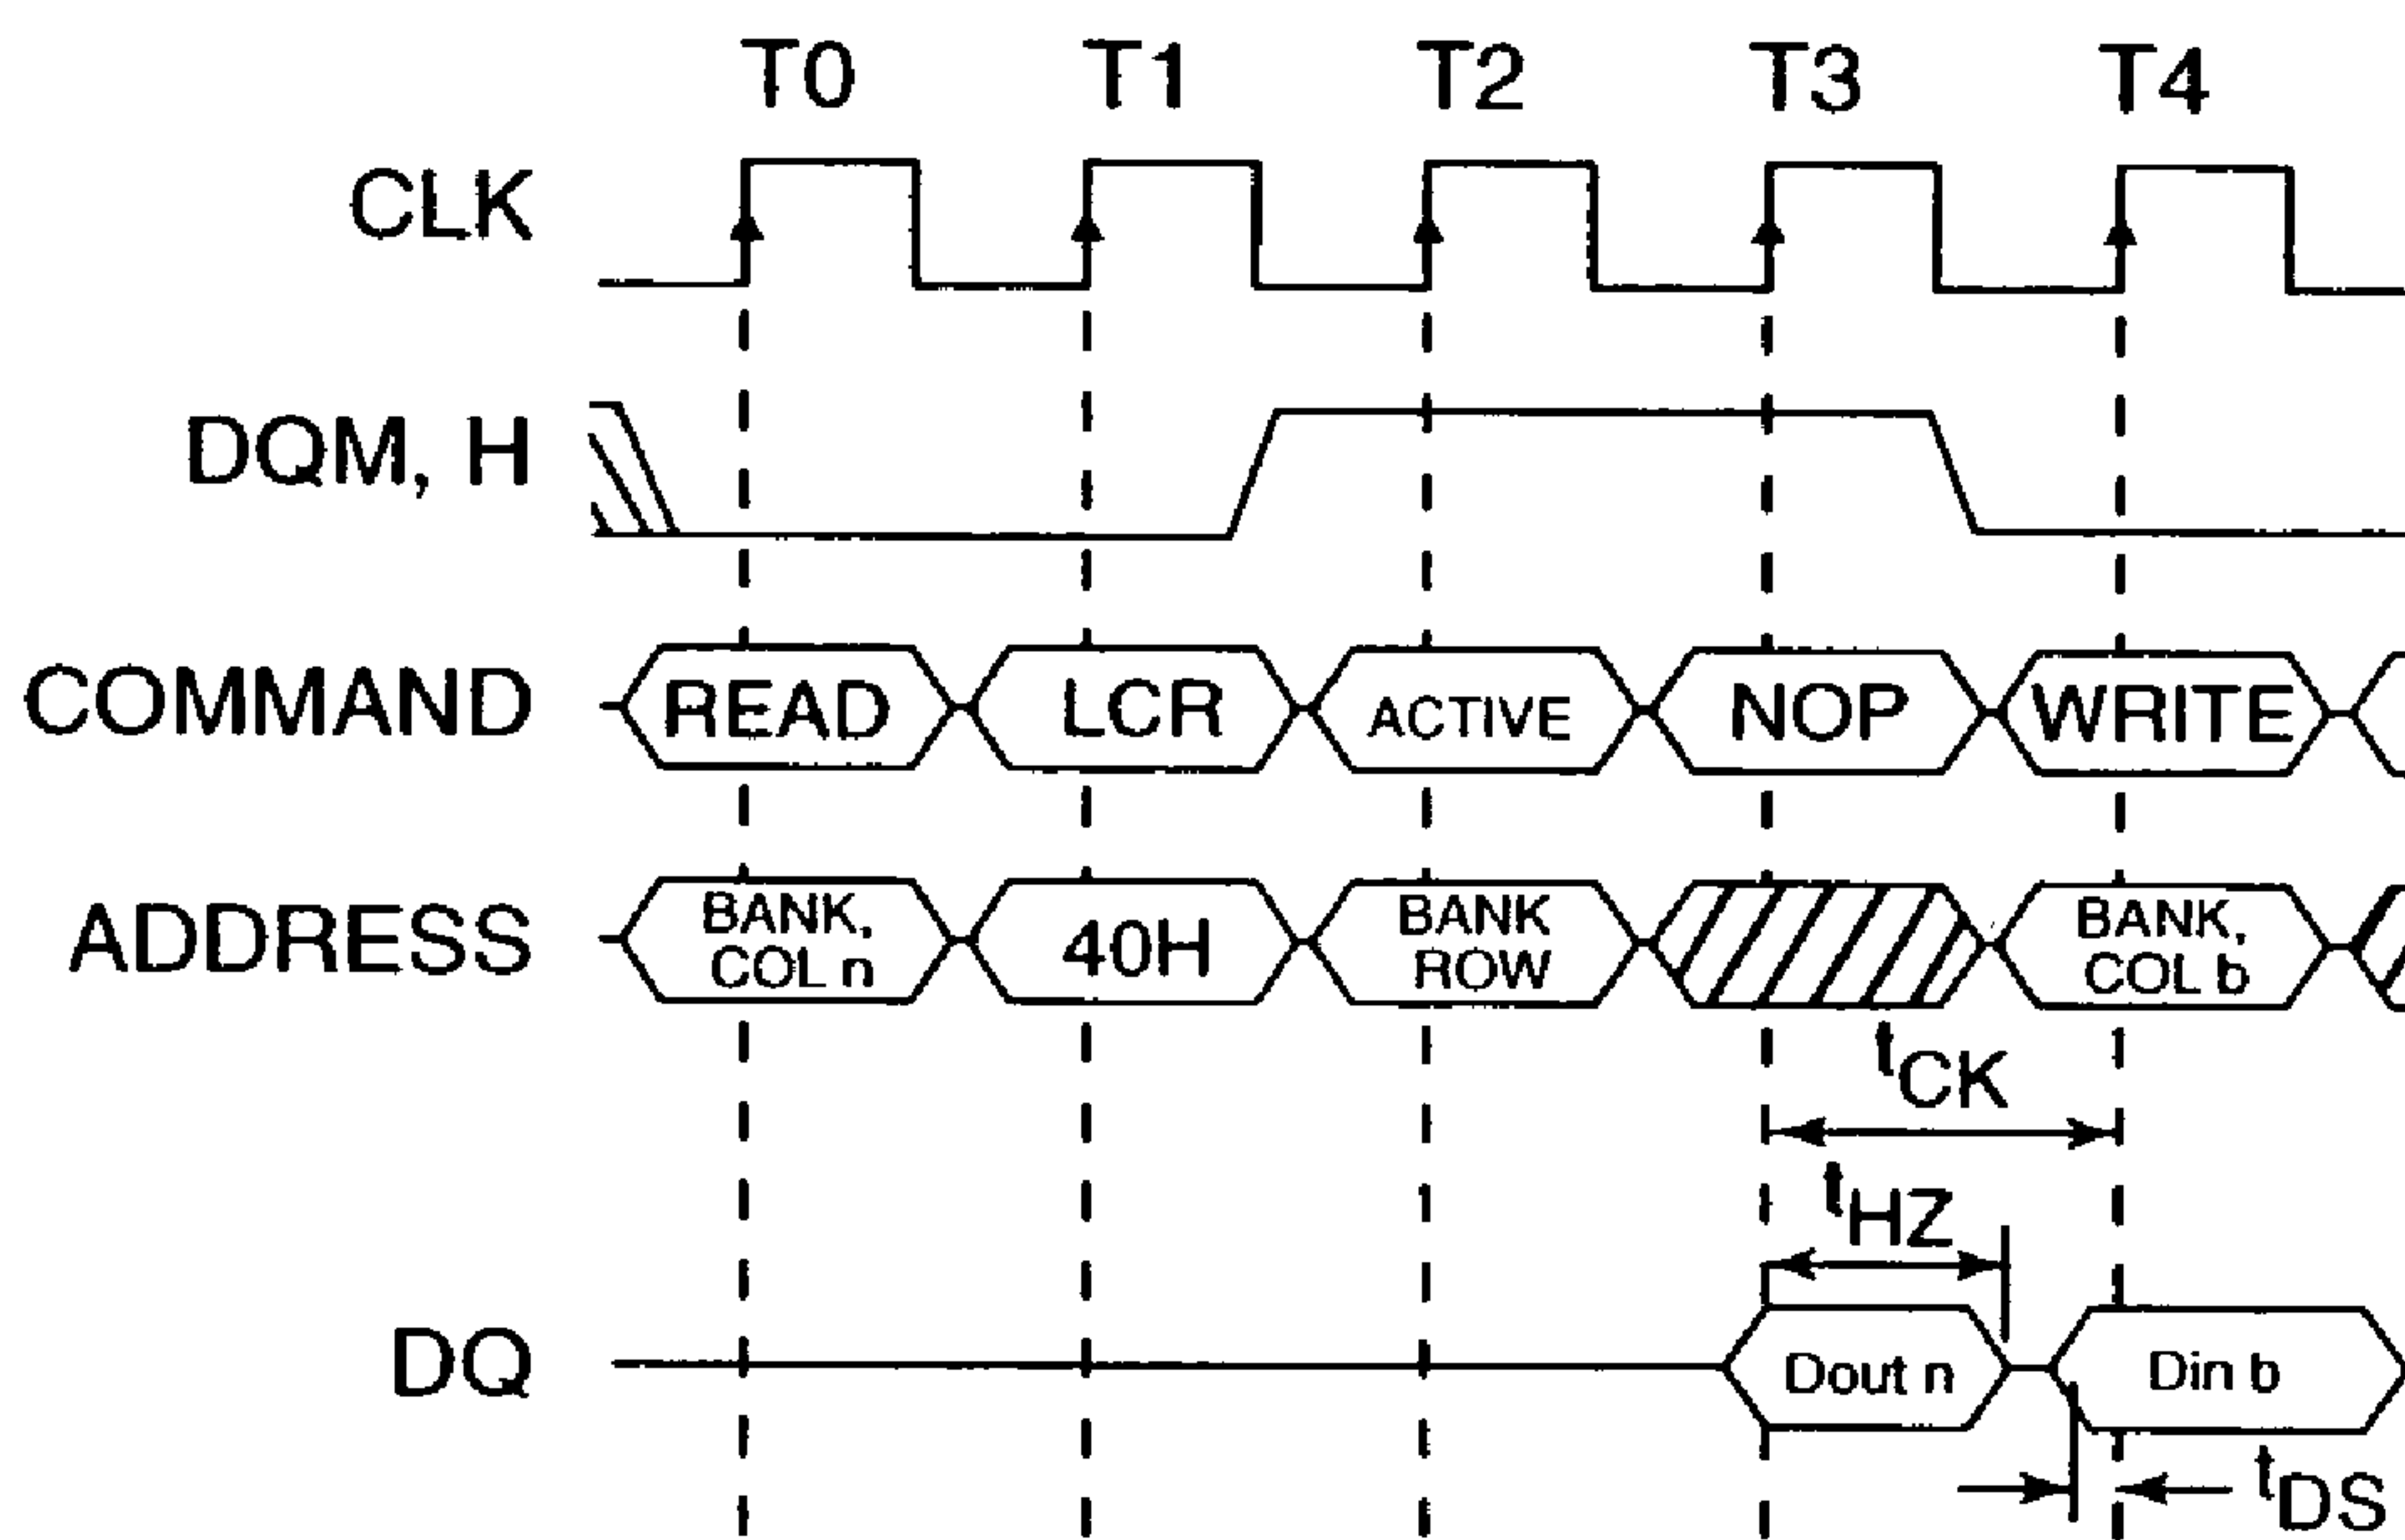 T0 T1 T2 T3 T4
CLK
DQM, H
COMMAND READ LCR ACTIVE NOP WRITE
ADDRESS BANK, COL n 40H BANK ROW BANK, COL b
tCK
tHZ
DQ Dout n Din b
tDS